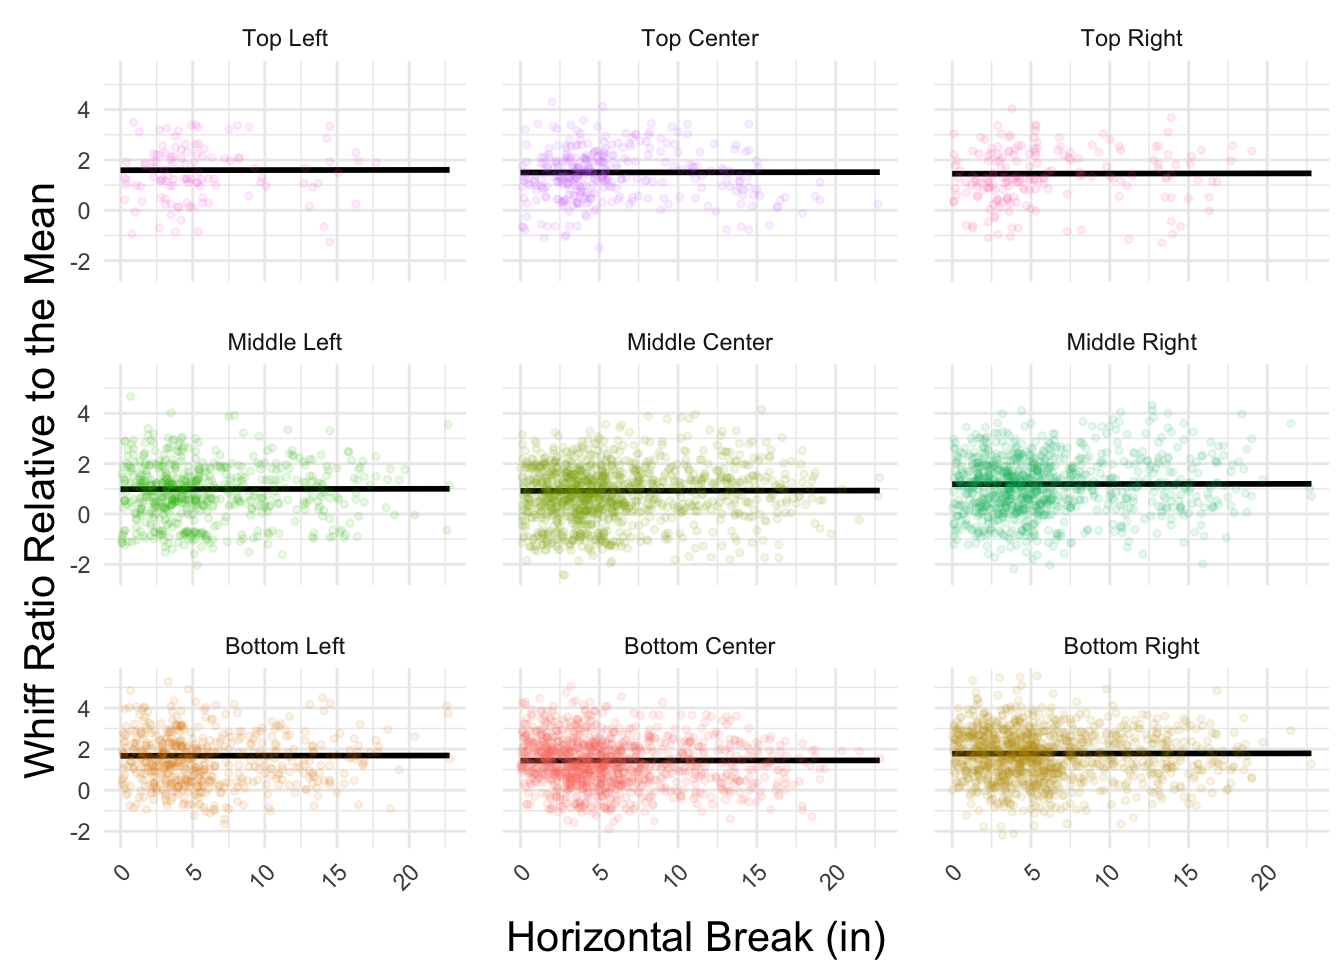 Top Left
Top Center
Top Right
4
2
0
-2
Middle Left
Middle Center
Middle Right
4
2
0
-2
Bottom Left
Bottom Center
Bottom Right
4
2
0
-2
0 5 10 15 20
0 5 10 15 20
0 5 10 15 20
Horizontal Break (in)
Whiff Ratio Relative to the Mean